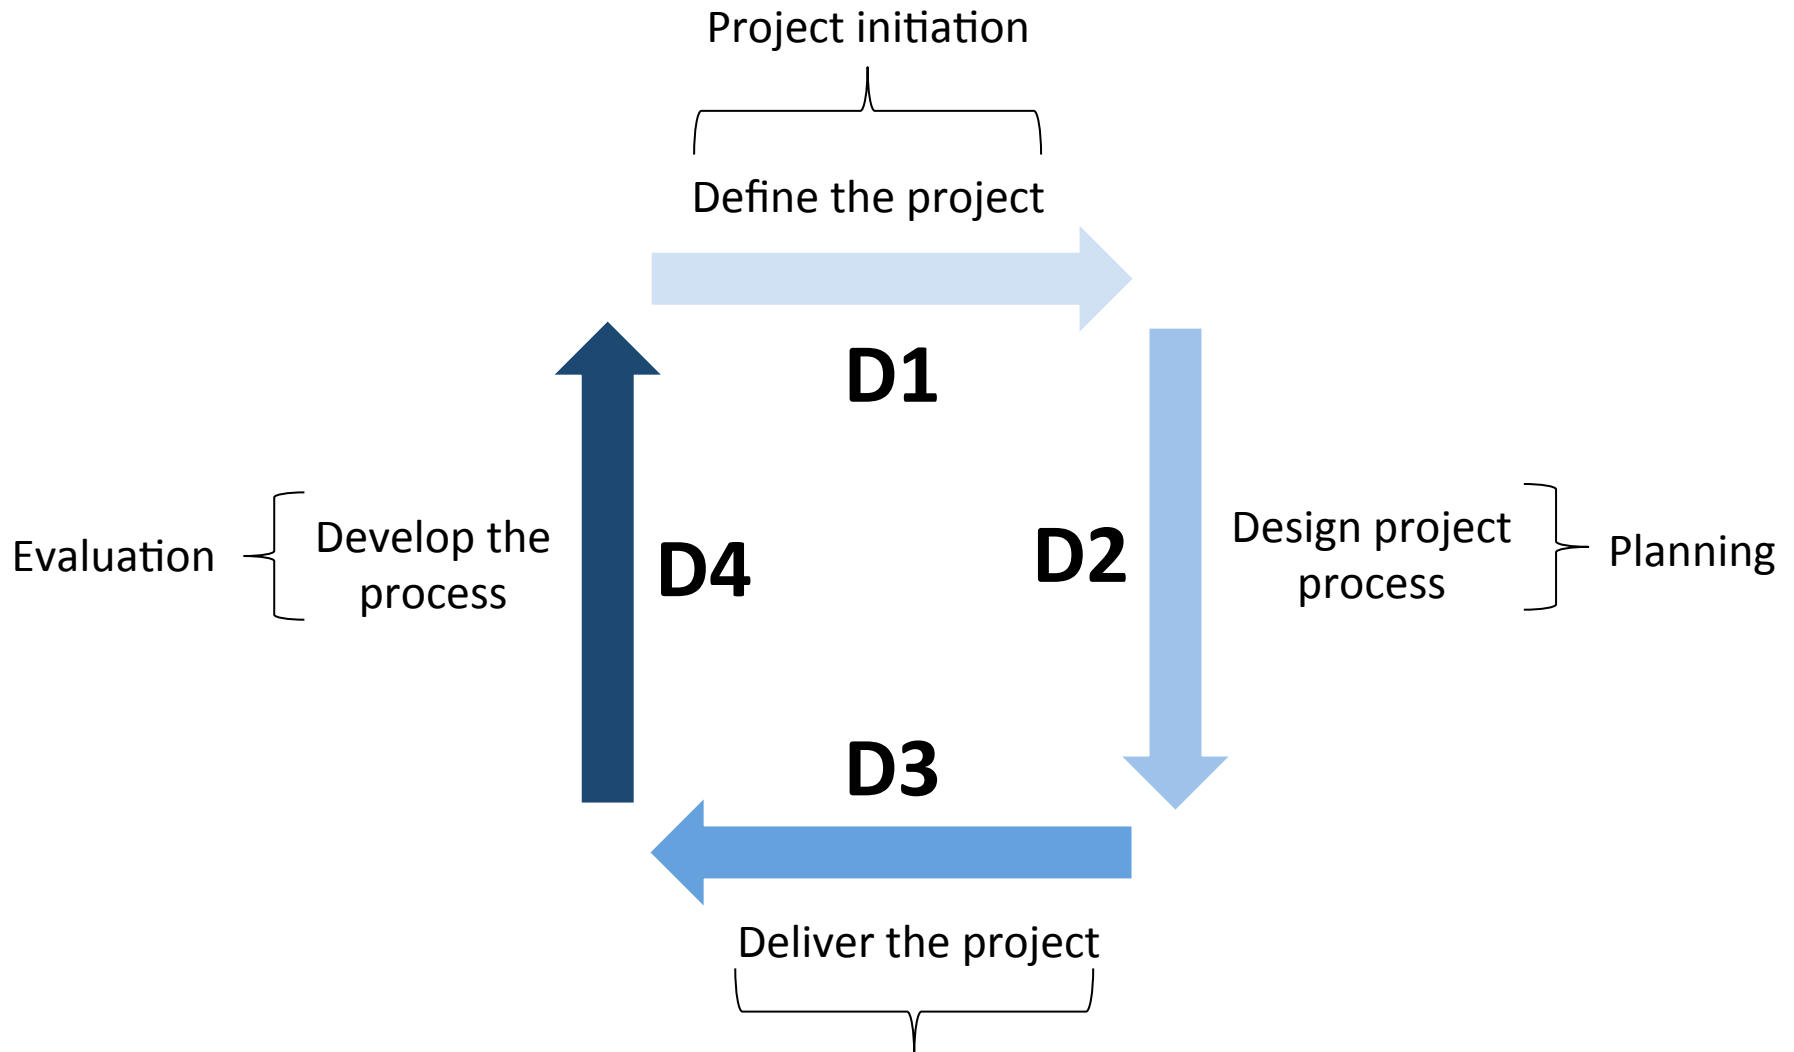 Project initiation
Define the project
D1
Evaluation
Develop the
process
D4
D2
Design project
process
Planning
D3
Deliver the project